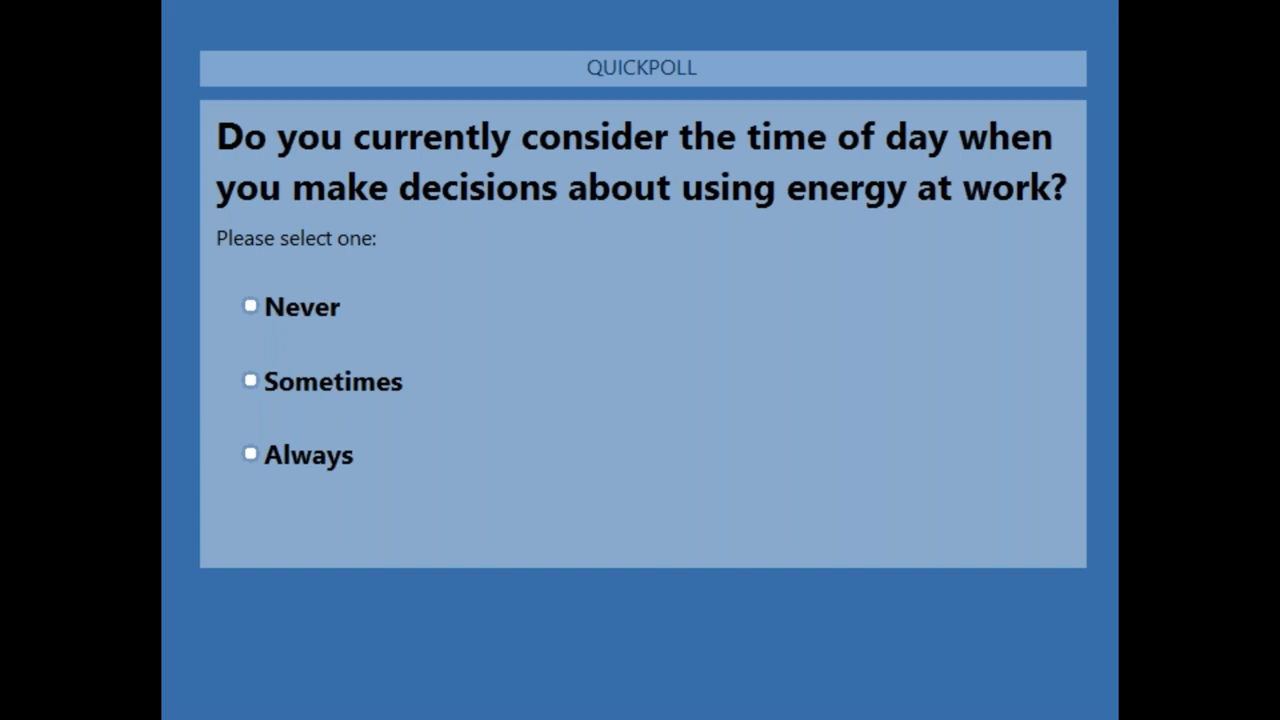 QUICKPOLL
Do you currently consider the time of day when
you make decisions about using energy at work?
Please select one:
Never
Sometimes
Always